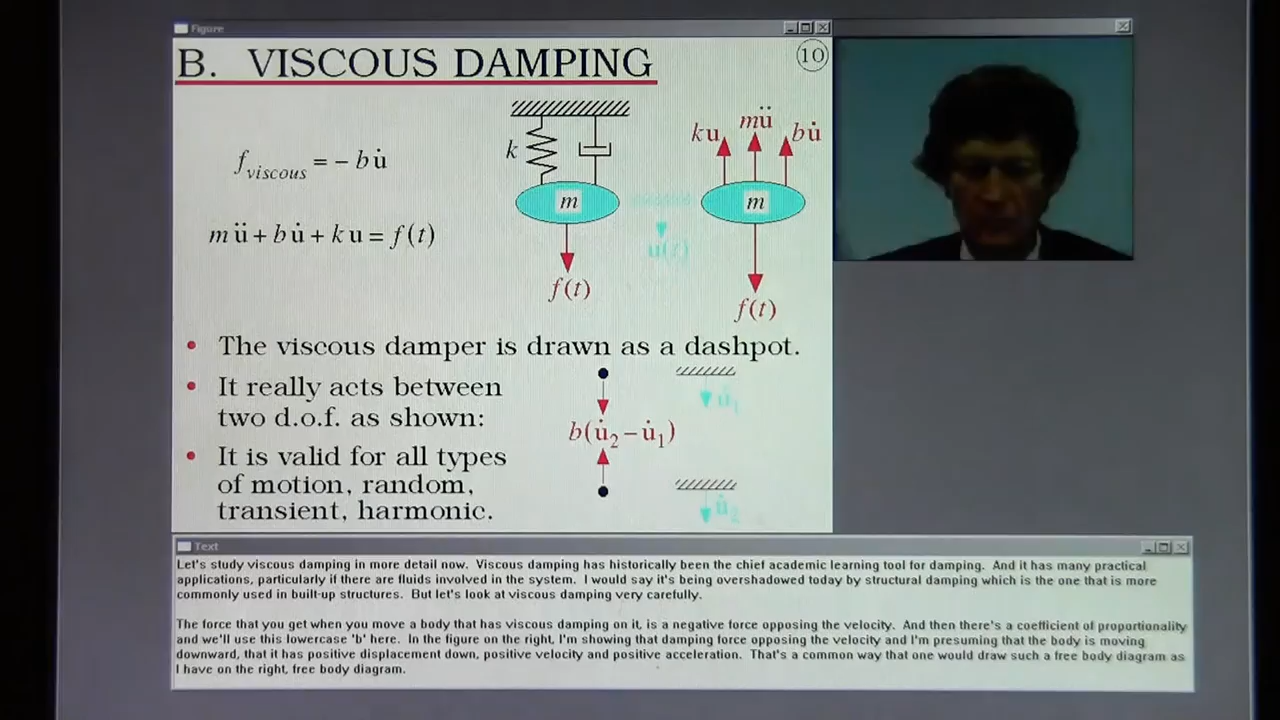 Figure
B. VISCOUS DAMPING
10
f viscous = − b u̇
m ü + b u̇ + k u = f(t)
k
m
f(t)
u(t)
ku
mü
bu̇
m
f(t)
• The viscous damper is drawn as a dashpot.
• It really acts between
two d.o.f. as shown:
• It is valid for all types
of motion, random,
transient, harmonic.
b(u̇₂ − u̇₁)
u̇₁
u̇₂
Text
Let's study viscous damping in more detail now. Viscous damping has historically been the chief academic learning tool for damping. And it has many practical
applications, particularly if there are fluids involved in the system. I would say it's being overshadowed today by structural damping which is the one that is more
commonly used in built-up structures. But let's look at viscous damping very carefully.
The force that you get when you move a body that has viscous damping on it, is a negative force opposing the velocity. And then there's a coefficient of proportionality
and we'll use this lowercase 'b' here. In the figure on the right, I'm showing that damping force opposing the velocity and I'm presuming that the body is moving
downward, that it has positive displacement down, positive velocity and positive acceleration. That's a common way that one would draw such a free body diagram as
I have on the right, free body diagram.